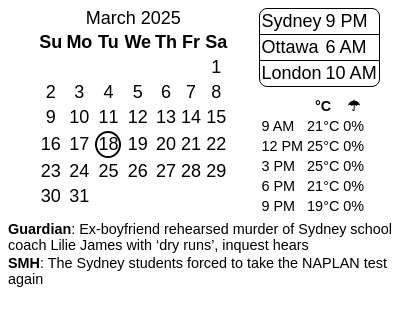 March 2025
Su Mo Tu We Th Fr Sa
1
2 3 4 5 6 7 8
9 10 11 12 13 14 15
16 17 18 19 20 21 22
23 24 25 26 27 28 29
30 31
Sydney 9 PM
Ottawa 6 AM
London 10 AM
°C ☂
9 AM 21°C 0%
12 PM 25°C 0%
3 PM 25°C 0%
6 PM 21°C 0%
9 PM 19°C 0%
Guardian: Ex-boyfriend rehearsed murder of Sydney school
coach Lilie James with ‘dry runs’, inquest hears
SMH: The Sydney students forced to take the NAPLAN test
again